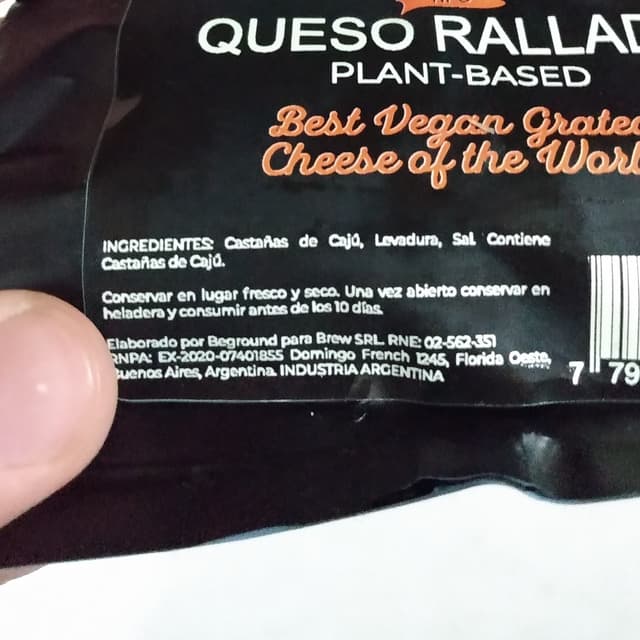 QUESO RALLAD
PLANT-BASED
Best Vegan Grated
Cheese of the Worl
INGREDIENTES: Castañas de Cajú, Levadura, Sal. Contiene
Castañas de Cajú.
Conservar en lugar fresco y seco. Una vez abierto conservar en
heladera y consumir antes de los 10 días.
Elaborado por Beground para Brew SRL. RNE: 02-562-351
RNPA: EX-2020-07401855 Domingo French 1245, Florida Oeste,
Buenos Aires, Argentina. INDUSTRIA ARGENTINA
7 79